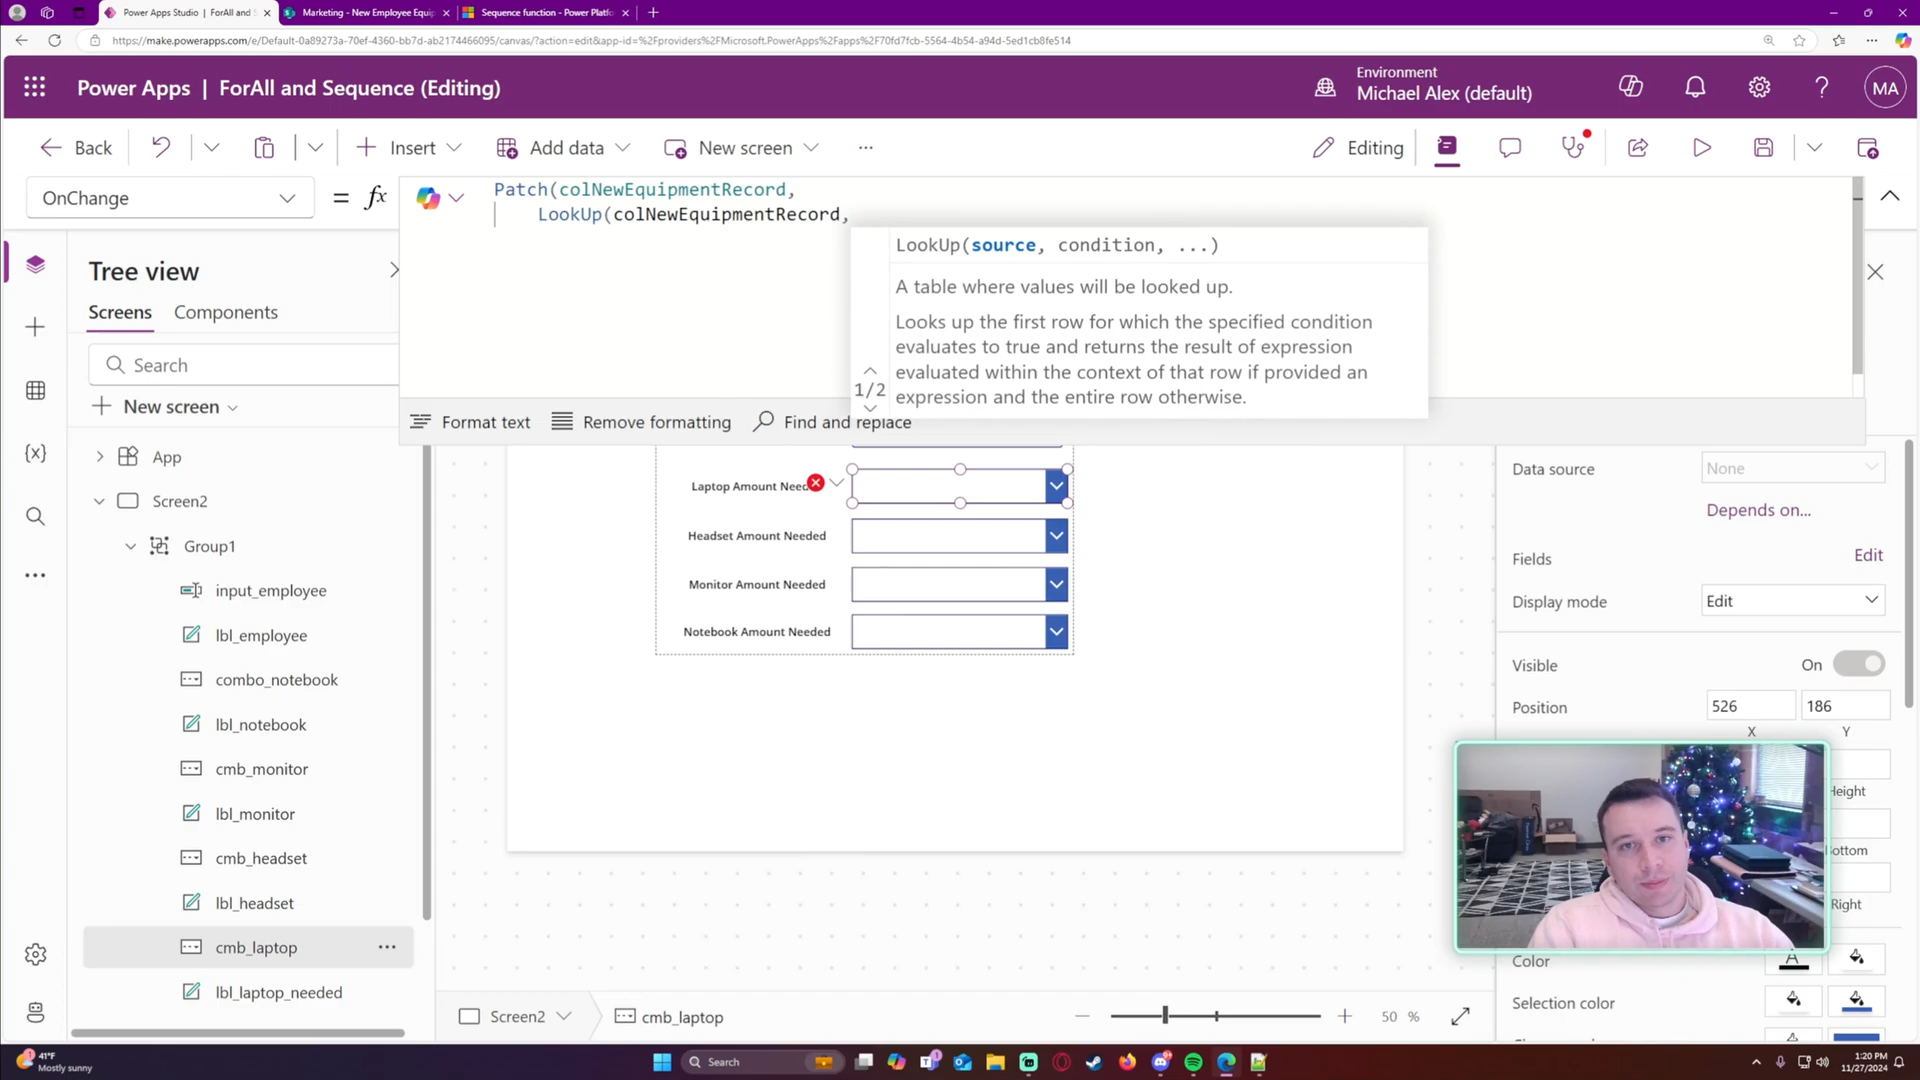 Power Apps Studio | ForAll and S
Marketing - New Employee Equip
Sequence function - Power Platfo
https://make.powerapps.com/e/Default-0a89273a-70ef-4360-bb7d-ab2174466095/canvas/?action=edit&app-id=%2Fproviders%2FMicrosoft.PowerApps%2Fapps%2F70fd7fcb-5564-4b54-a94d-5ed1cb8fe514
Power Apps | ForAll and Sequence (Editing)
Environment
Michael Alex (default)
MA
Back
Insert
Add data
New screen
Editing
OnChange
= fx
Patch(colNewEquipmentRecord,
LookUp(colNewEquipmentRecord,
LookUp(source, condition, ...)
A table where values will be looked up.
Looks up the first row for which the specified condition
evaluates to true and returns the result of expression
evaluated within the context of that row if provided an
expression and the entire row otherwise.
1/2
Format text
Remove formatting
Find and replace
Tree view
Screens
Components
Search
New screen
App
Screen2
Group1
input_employee
lbl_employee
combo_notebook
lbl_notebook
cmb_monitor
lbl_monitor
cmb_headset
lbl_headset
cmb_laptop
lbl_laptop_needed
Laptop Amount Need
Headset Amount Needed
Monitor Amount Needed
Notebook Amount Needed
Data source
None
Depends on...
Fields
Edit
Display mode
Edit
Visible
On
Position
526
186
X
Y
Height
Bottom
Right
Color
Selection color
Screen2
cmb_laptop
50 %
41°F
Mostly sunny
Search
1:20 PM
11/27/2024